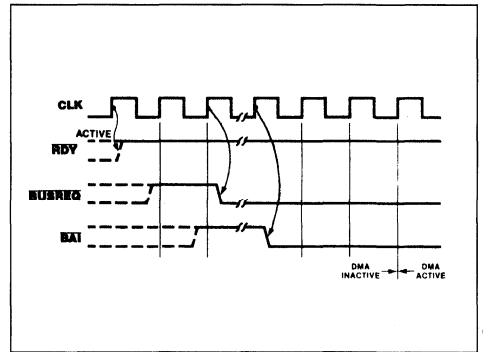 CLK
ACTIVE
RDY
BUSREQ
BAI
DMA INACTIVE
DMA ACTIVE